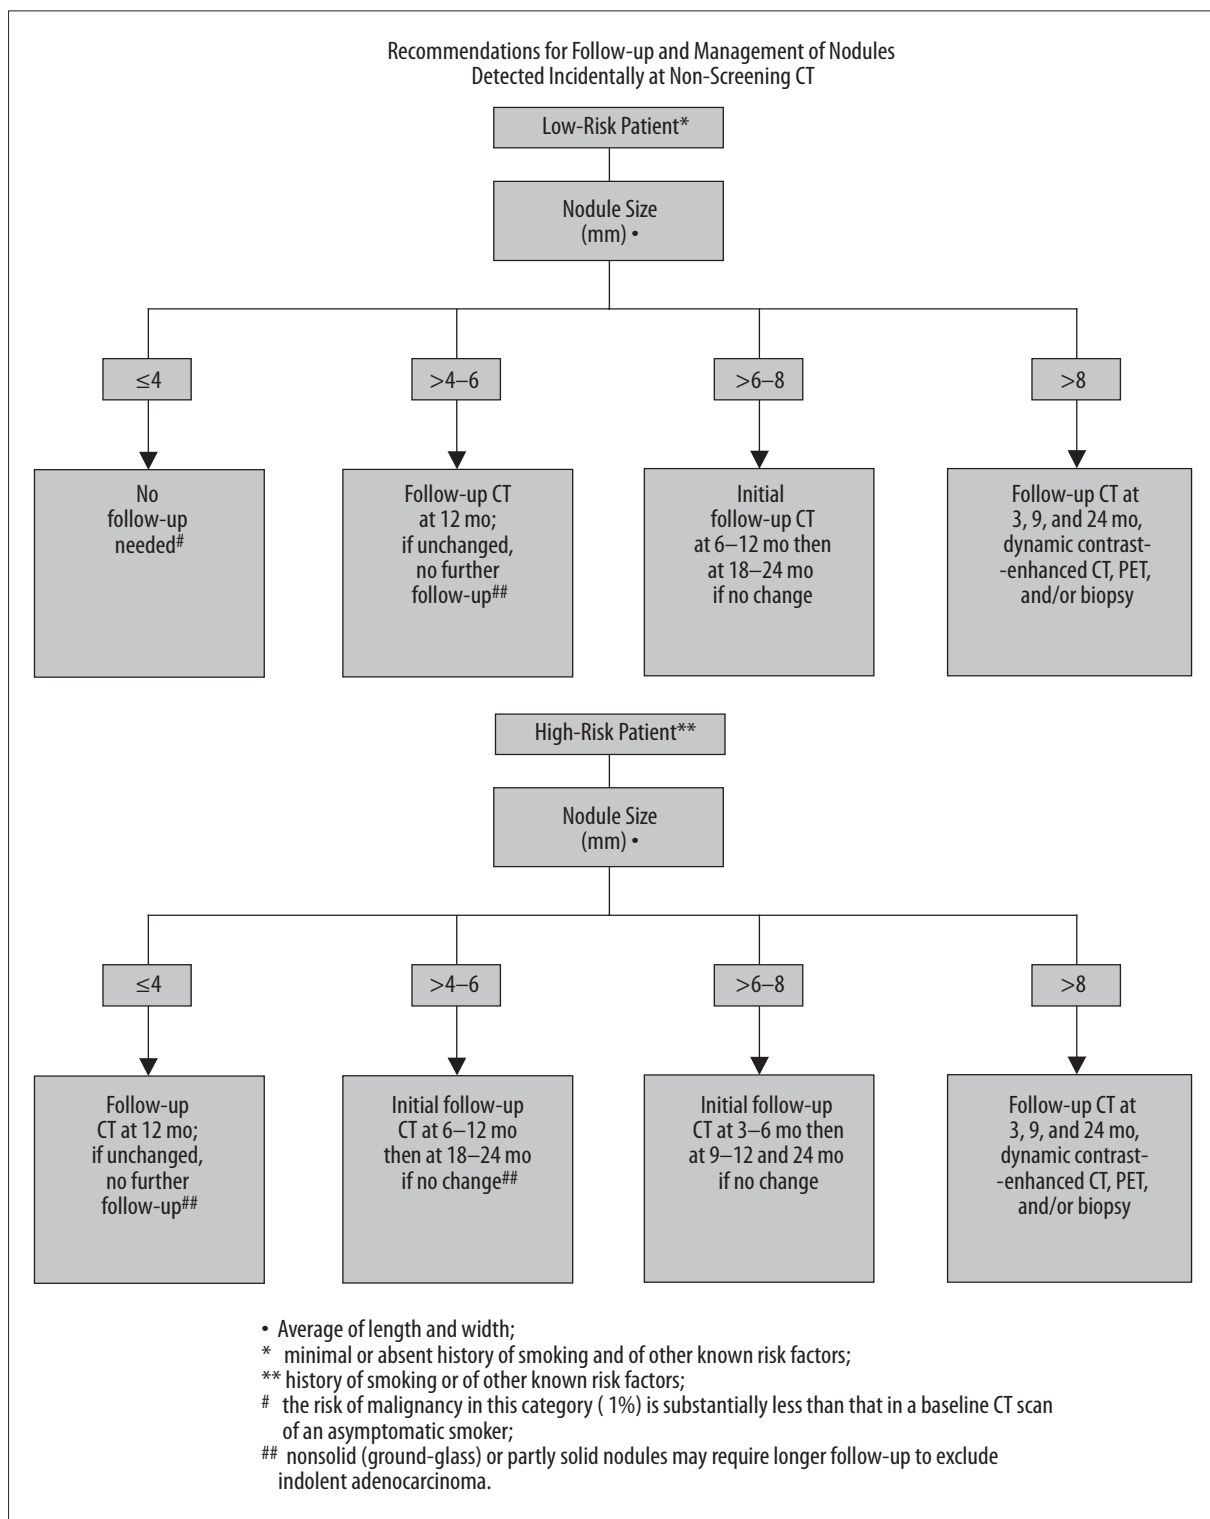 Recommendations for Follow-up and Management of Nodules
Detected Incidentally at Non-Screening CT
Low-Risk Patient*
Nodule Size
(mm) •
≤4
>4–6
>6–8
>8
No
follow-up
needed#
Follow-up CT
at 12 mo;
if unchanged,
no further
follow-up##
Initial
follow-up CT
at 6–12 mo then
at 18–24 mo
if no change
Follow-up CT at
3, 9, and 24 mo,
dynamic contrast-
-enhanced CT, PET,
and/or biopsy
High-Risk Patient**
Nodule Size
(mm) •
≤4
>4–6
>6–8
>8
Follow-up
CT at 12 mo;
if unchanged,
no further
follow-up##
Initial follow-up
CT at 6–12 mo
then at 18–24 mo
if no change##
Initial follow-up
CT at 3–6 mo then
at 9–12 and 24 mo
if no change
Follow-up CT at
3, 9, and 24 mo,
dynamic contrast-
-enhanced CT, PET,
and/or biopsy
• Average of length and width;
* minimal or absent history of smoking and of other known risk factors;
** history of smoking or of other known risk factors;
# the risk of malignancy in this category ( 1%) is substantially less than that in a baseline CT scan
of an asymptomatic smoker;
## nonsolid (ground-glass) or partly solid nodules may require longer follow-up to exclude
indolent adenocarcinoma.